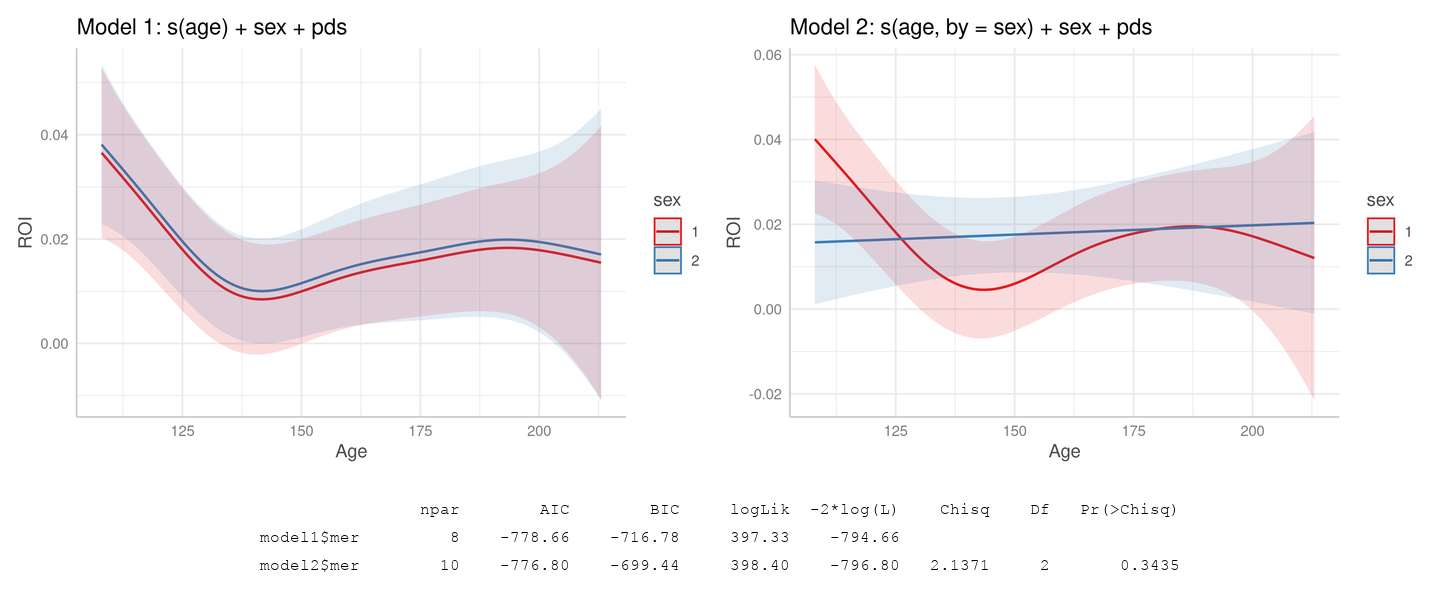 Model 1: s(age) + sex + pds
0.04
0.02
0.00
ROI
125 150 175 200
Age
sex
1
2
Model 2: s(age, by = sex) + sex + pds
0.06
0.04
0.02
0.00
-0.02
ROI
125 150 175 200
Age
sex
1
2
npar AIC BIC logLik -2*log(L) Chisq Df Pr(>Chisq)
model1$mer 8 -778.66 -716.78 397.33 -794.66
model2$mer 10 -776.80 -699.44 398.40 -796.80 2.1371 2 0.3435